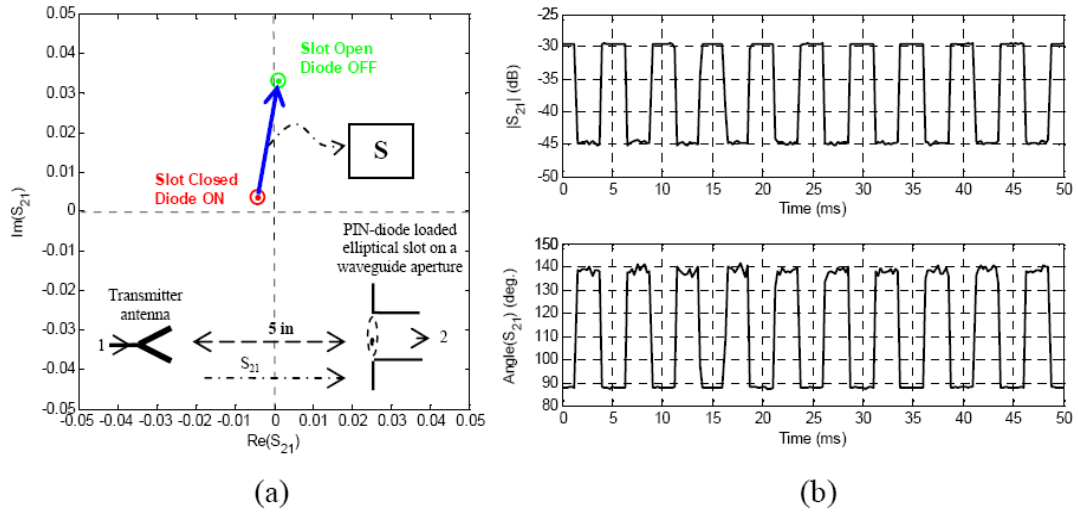 0.05
0.04
0.03
0.02
0.01
0
-0.01
-0.02
-0.03
-0.04
-0.05
Im(S21)
Slot Open
Diode OFF
S
Slot Closed
Diode ON
PIN-diode loaded
elliptical slot on a
waveguide aperture
Transmitter
antenna
1
5 in
2
S21
-0.05 -0.04 -0.03 -0.02 -0.01 0 0.01 0.02 0.03 0.04 0.05
Re(S21)
(a)
-25
-30
-35
-40
-45
-50
|S21| (dB)
0 5 10 15 20 25 30 35 40 45 50
Time (ms)
150
140
130
120
110
100
90
80
Angle(S21) (deg.)
0 5 10 15 20 25 30 35 40 45 50
Time (ms)
(b)